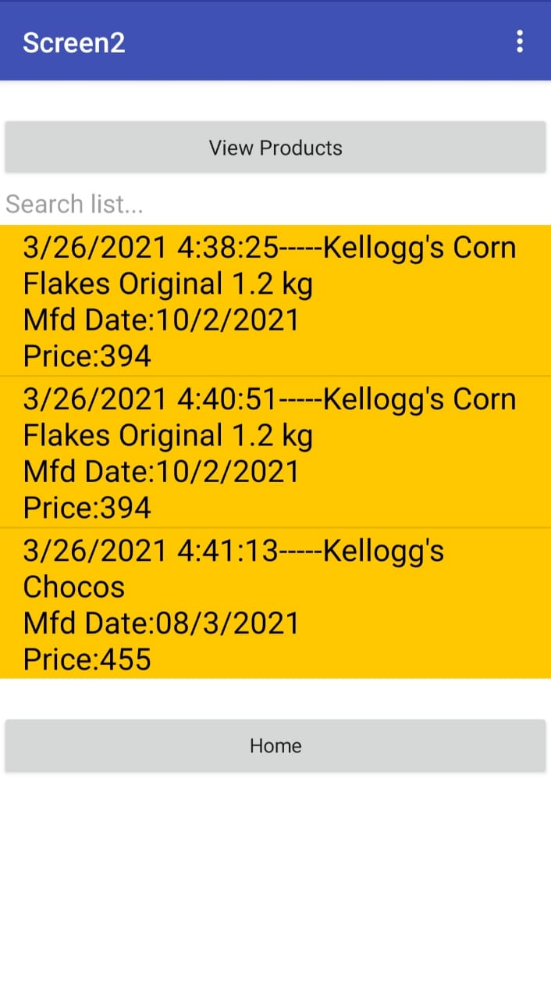 Screen2
View Products
Search list...
3/26/2021 4:38:25-----Kellogg's Corn
Flakes Original 1.2 kg
Mfd Date:10/2/2021
Price:394
3/26/2021 4:40:51-----Kellogg's Corn
Flakes Original 1.2 kg
Mfd Date:10/2/2021
Price:394
3/26/2021 4:41:13-----Kellogg's
Chocos
Mfd Date:08/3/2021
Price:455
Home